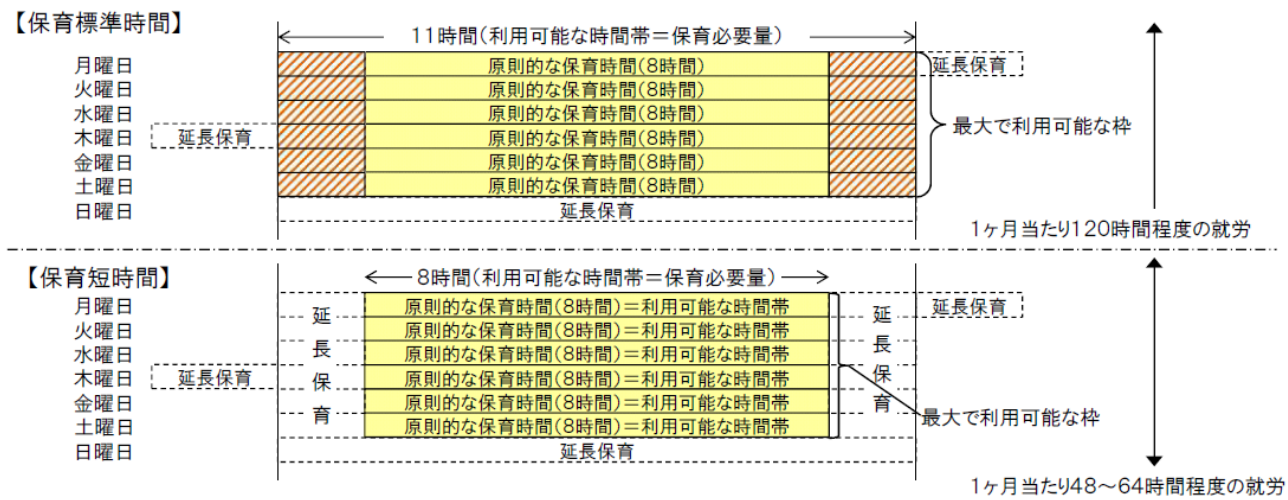 【保育標準時間】
11時間(利用可能な時間帯＝保育必要量)
月曜日 原則的な保育時間(8時間) 延長保育
火曜日 原則的な保育時間(8時間)
水曜日 原則的な保育時間(8時間)
木曜日 延長保育 原則的な保育時間(8時間) 最大で利用可能な枠
金曜日 原則的な保育時間(8時間)
土曜日 原則的な保育時間(8時間)
日曜日 延長保育
1ヶ月当たり120時間程度の就労
【保育短時間】
8時間(利用可能な時間帯＝保育必要量)
月曜日 原則的な保育時間(8時間)＝利用可能な時間帯 延長保育
火曜日 原則的な保育時間(8時間)＝利用可能な時間帯
水曜日 原則的な保育時間(8時間)＝利用可能な時間帯
木曜日 延長保育 原則的な保育時間(8時間)＝利用可能な時間帯
金曜日 原則的な保育時間(8時間)＝利用可能な時間帯
土曜日 原則的な保育時間(8時間)＝利用可能な時間帯
延長保育
延長保育
最大で利用可能な枠
日曜日 延長保育
1ヶ月当たり48～64時間程度の就労